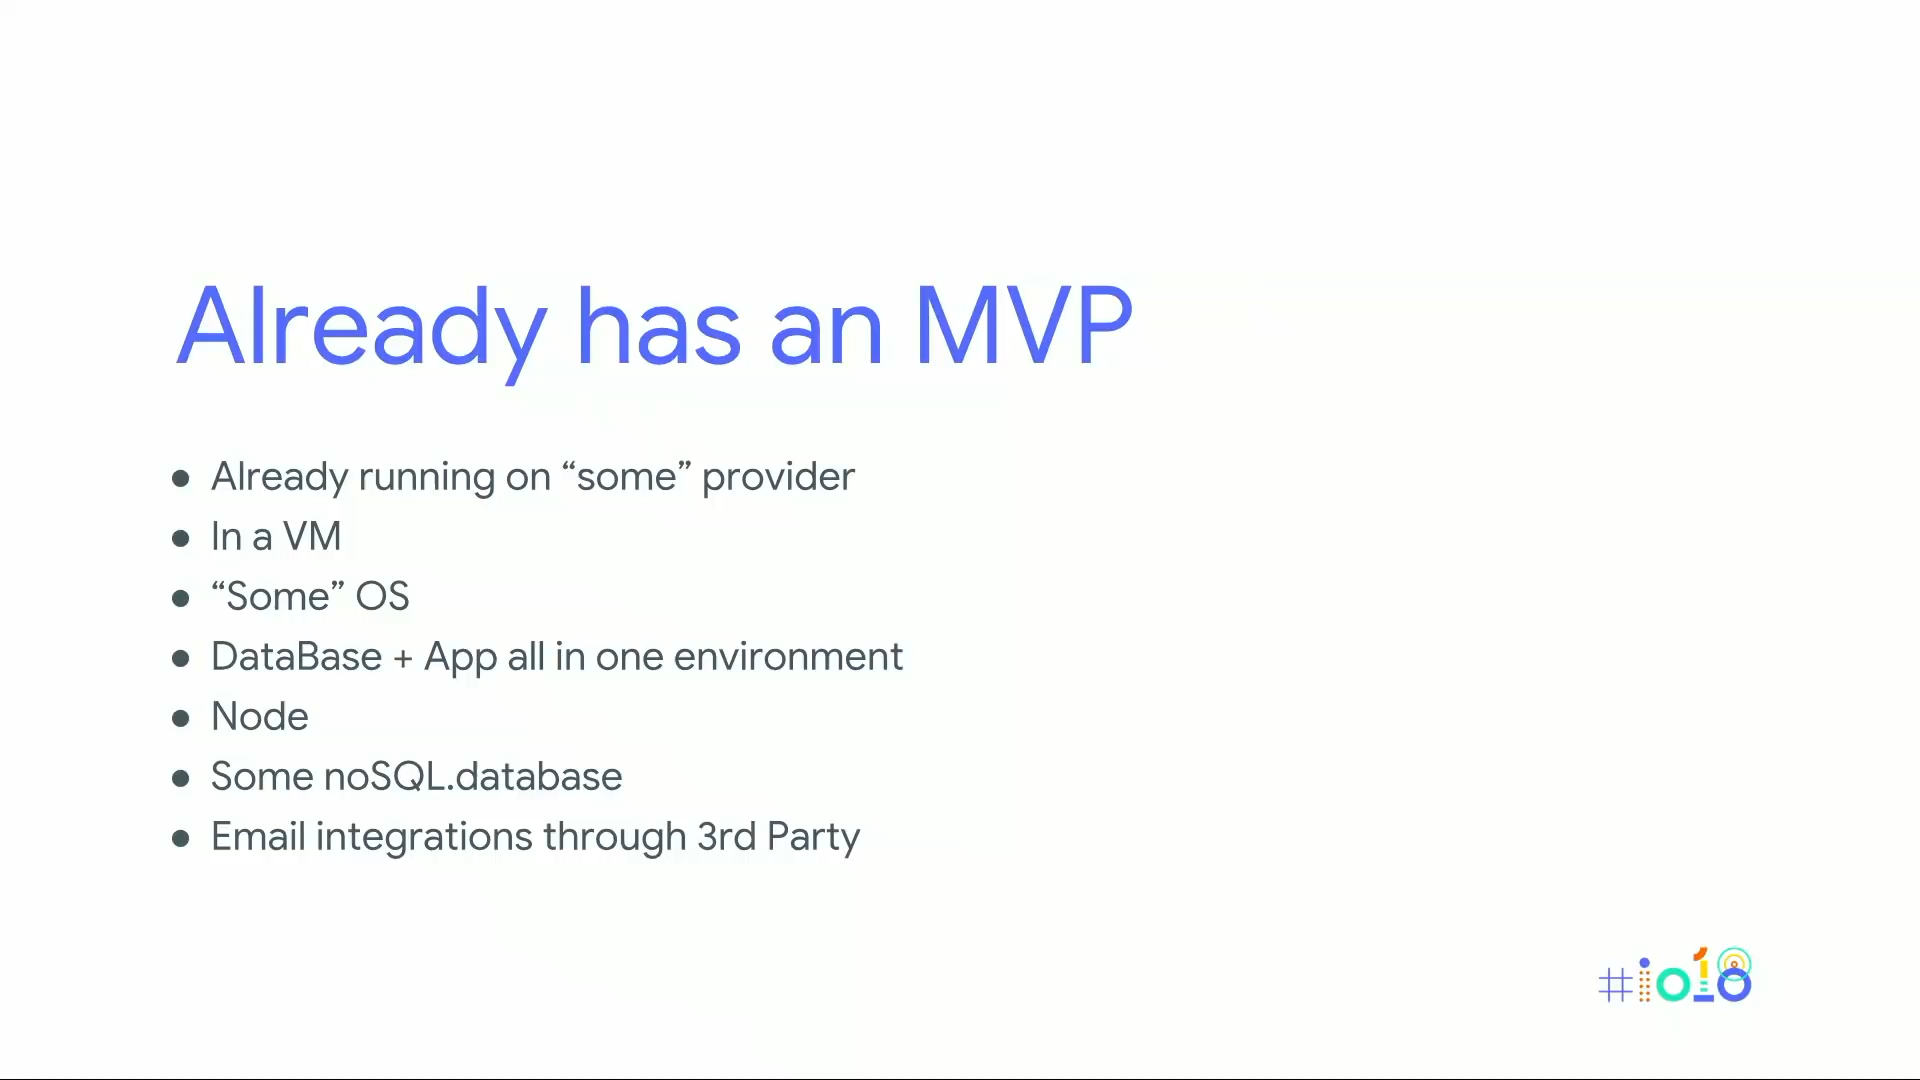 Already has an MVP
● Already running on “some” provider
● In a VM
● “Some” OS
● DataBase + App all in one environment
● Node
● Some noSQL.database
● Email integrations through 3rd Party
#io18